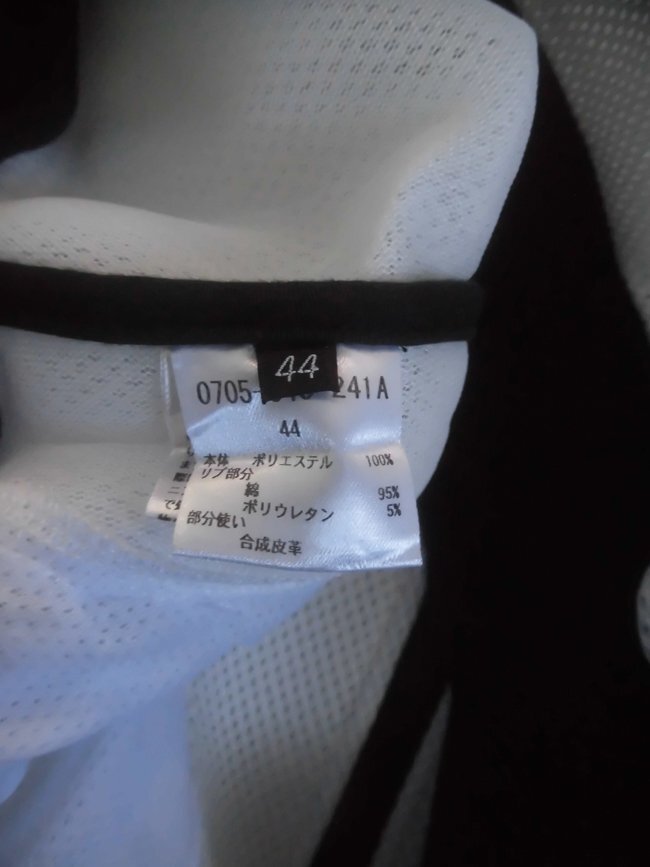 44
0705- 241A
44
本体 ポリエステル 100%
リブ部分
綿 95%
ポリウレタン 5%
部分使い
合成皮革